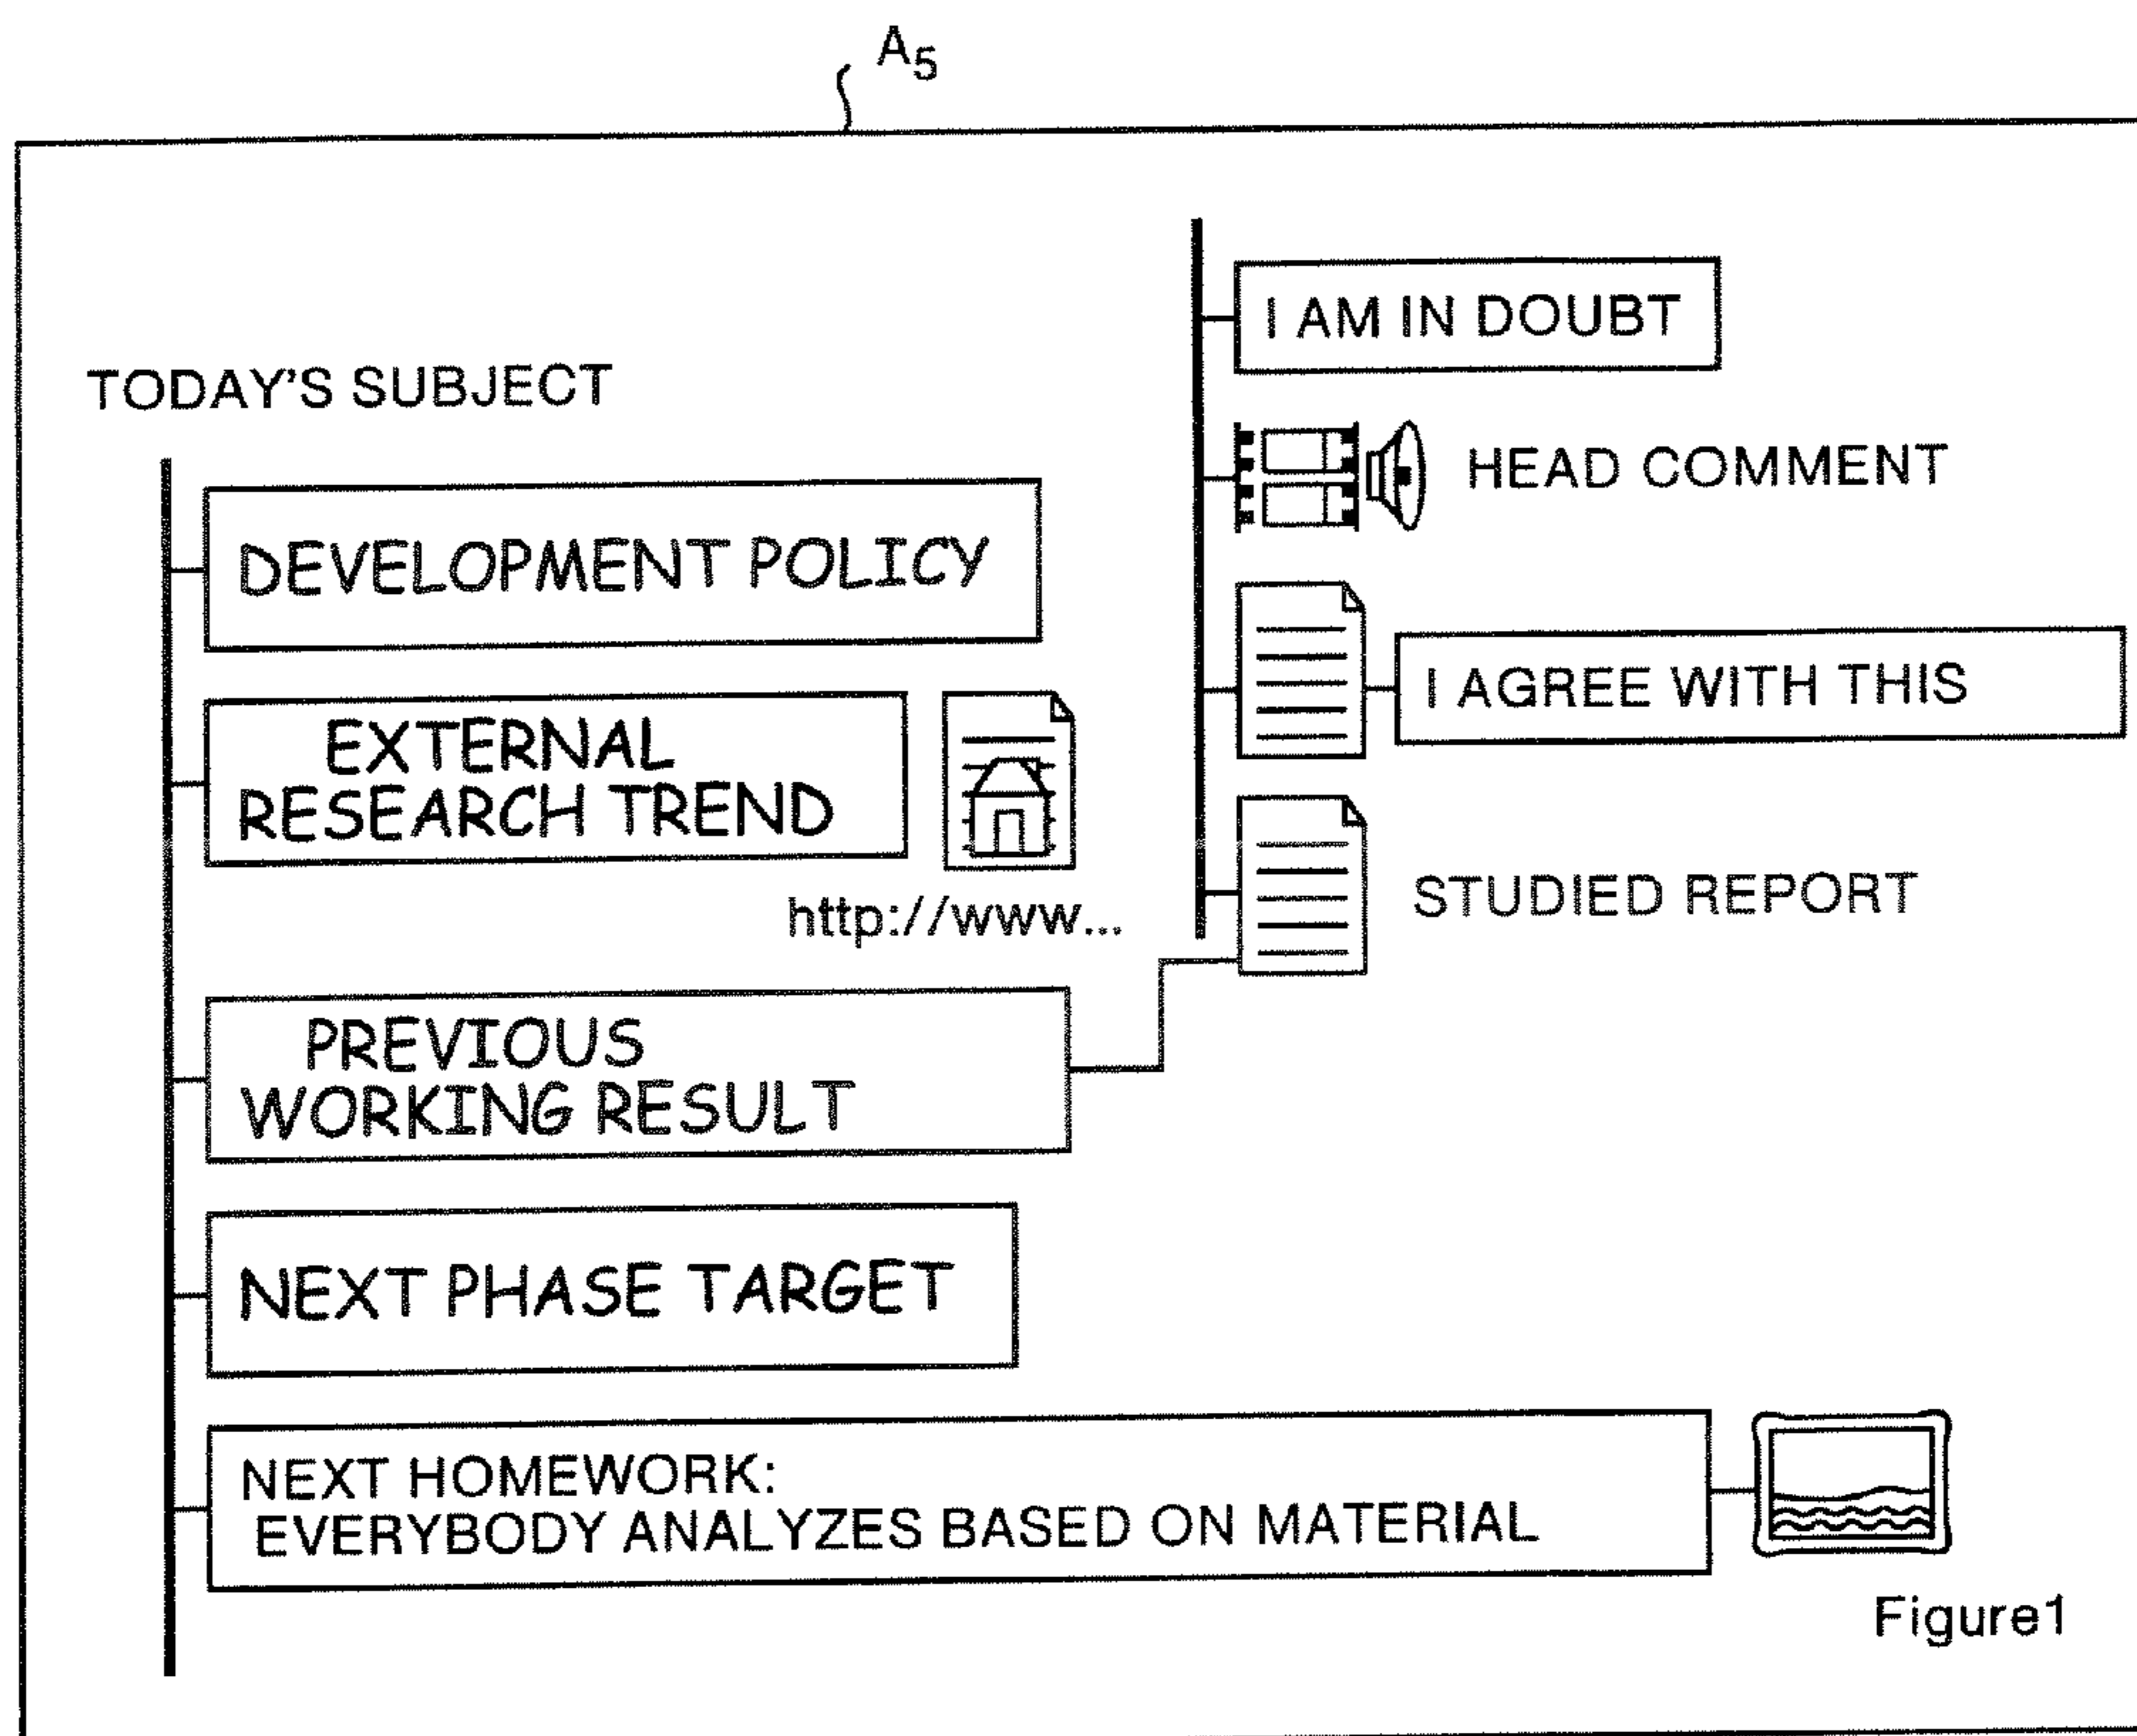 A5
TODAY'S SUBJECT
DEVELOPMENT POLICY
EXTERNAL
RESEARCH TREND
http://www...
PREVIOUS
WORKING RESULT
NEXT PHASE TARGET
NEXT HOMEWORK:
EVERYBODY ANALYZES BASED ON MATERIAL
Figure1
I AM IN DOUBT
HEAD COMMENT
I AGREE WITH THIS
STUDIED REPORT